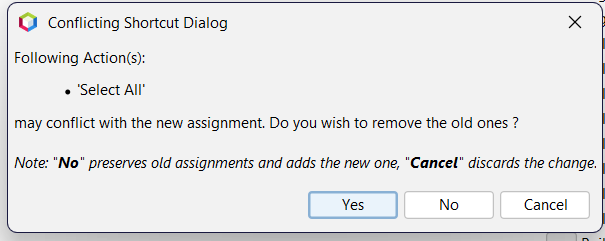 Conflicting Shortcut Dialog
Following Action(s):
• 'Select All'
may conflict with the new assignment. Do you wish to remove the old ones ?
Note: "No" preserves old assignments and adds the new one, "Cancel" discards the change.
Yes No Cancel